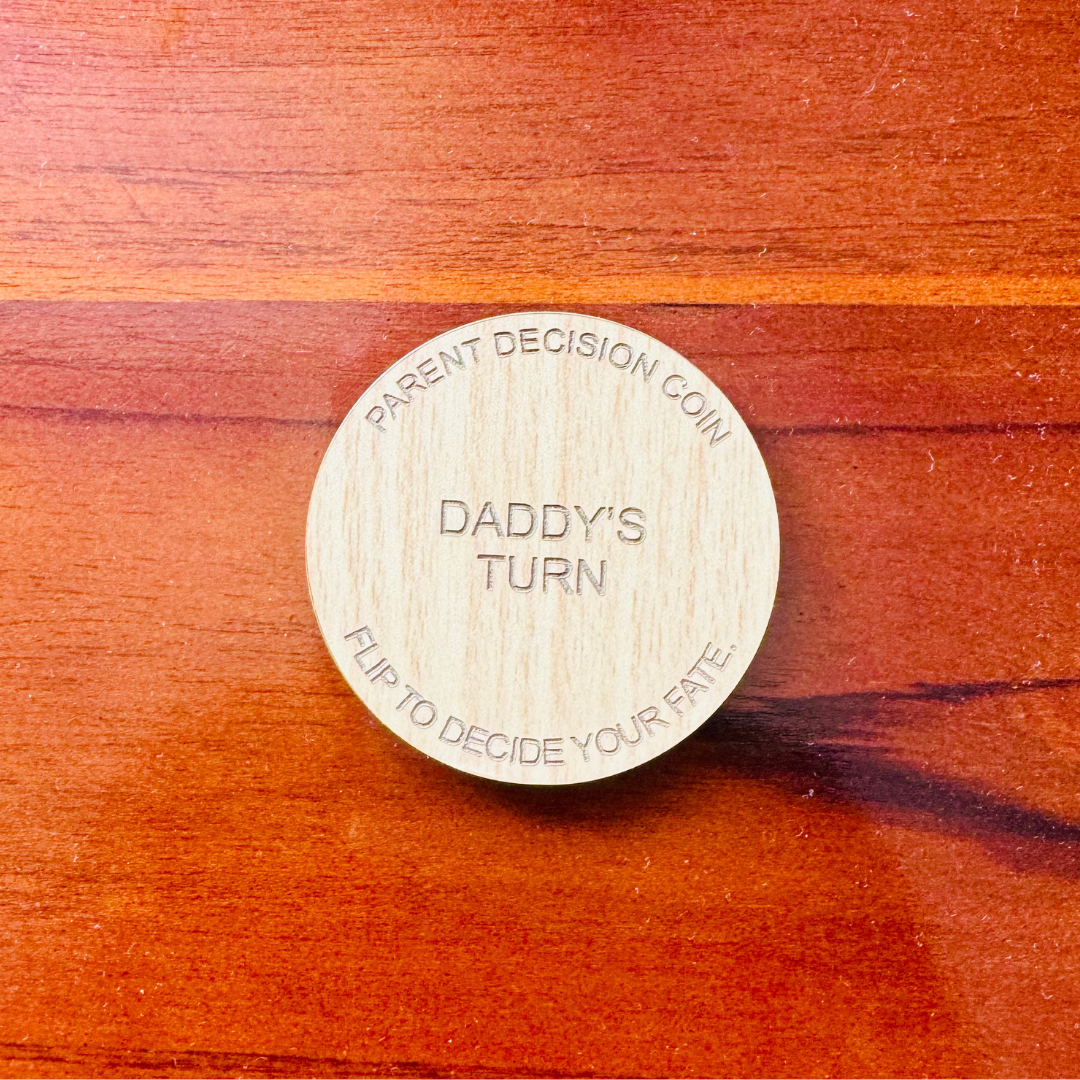 PARENT DECISION COIN
DADDY'S
TURN
FLIP TO DECIDE YOUR FATE.